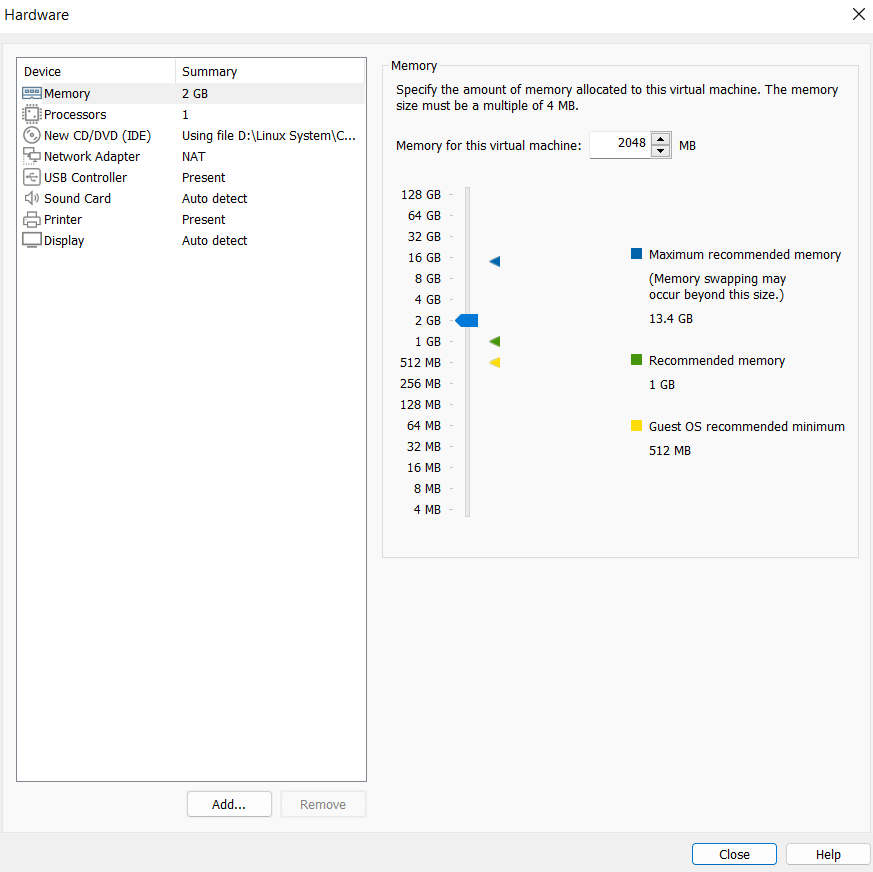 Hardware
Device Summary
Memory 2 GB
Processors 1
New CD/DVD (IDE) Using file D:\Linux System\C...
Network Adapter NAT
USB Controller Present
Sound Card Auto detect
Printer Present
Display Auto detect
Add... Remove
Memory
Specify the amount of memory allocated to this virtual machine. The memory
size must be a multiple of 4 MB.
Memory for this virtual machine: 2048 MB
128 GB
64 GB
32 GB
16 GB
8 GB
4 GB
2 GB
1 GB
512 MB
256 MB
128 MB
64 MB
32 MB
16 MB
8 MB
4 MB
Maximum recommended memory
(Memory swapping may
occur beyond this size.)
13.4 GB
Recommended memory
1 GB
Guest OS recommended minimum
512 MB
Close Help